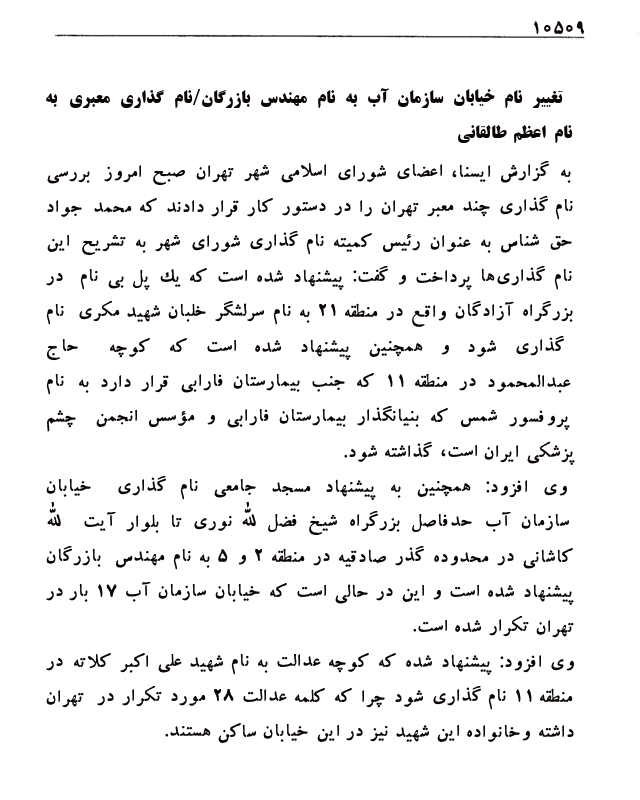 ۱۰۵۰۹
تغییر نام خیابان سازمان آب به نام مهندس بازرگان/نام گذاری معبری به
نام اعظم طالقانی
به گزارش ایسنا، اعضای شورای اسلامی شهر تهران صبح امروز بررسی
نام گذاری چند معبر تهران را در دستور کار قرار دادند که محمد جواد
حق شناس به عنوان رئیس کمیته نام گذاری شورای شهر به تشریح این
نام گذاری‌ها پرداخت و گفت: پیشنهاد شده است که یك پل بی نام در
بزرگراه آزادگان واقع در منطقه ۲۱ به نام سرلشگر خلبان شهید مکری نام
گذاری شود و همچنین پیشنهاد شده است که کوچه حاج
عبدالمحمود در منطقه ۱۱ که جنب بیمارستان فارابی قرار دارد به نام
پروفسور شمس که بنیانگذار بیمارستان فارابی و مؤسس انجمن چشم
پزشکی ایران است، گذاشته شود.
وی افزود: همچنین به پیشنهاد مسجد جامعی نام گذاری خیابان
سازمان آب حدفاصل بزرگراه شیخ فضل لله نوری تا بلوار آیت لله
کاشانی در محدوده گذر صادقیه در منطقه ۲ و ۵ به نام مهندس بازرگان
پیشنهاد شده است و این در حالی است که خیابان سازمان آب ۱۷ بار در
تهران تکرار شده است.
وی افزود: پیشنهاد شده که کوچه عدالت به نام شهید علی اکبر کلاته در
منطقه ۱۱ نام گذاری شود چرا که کلمه عدالت ۲۸ مورد تکرار در تهران
داشته وخانواده این شهید نیز در این خیابان ساکن هستند.